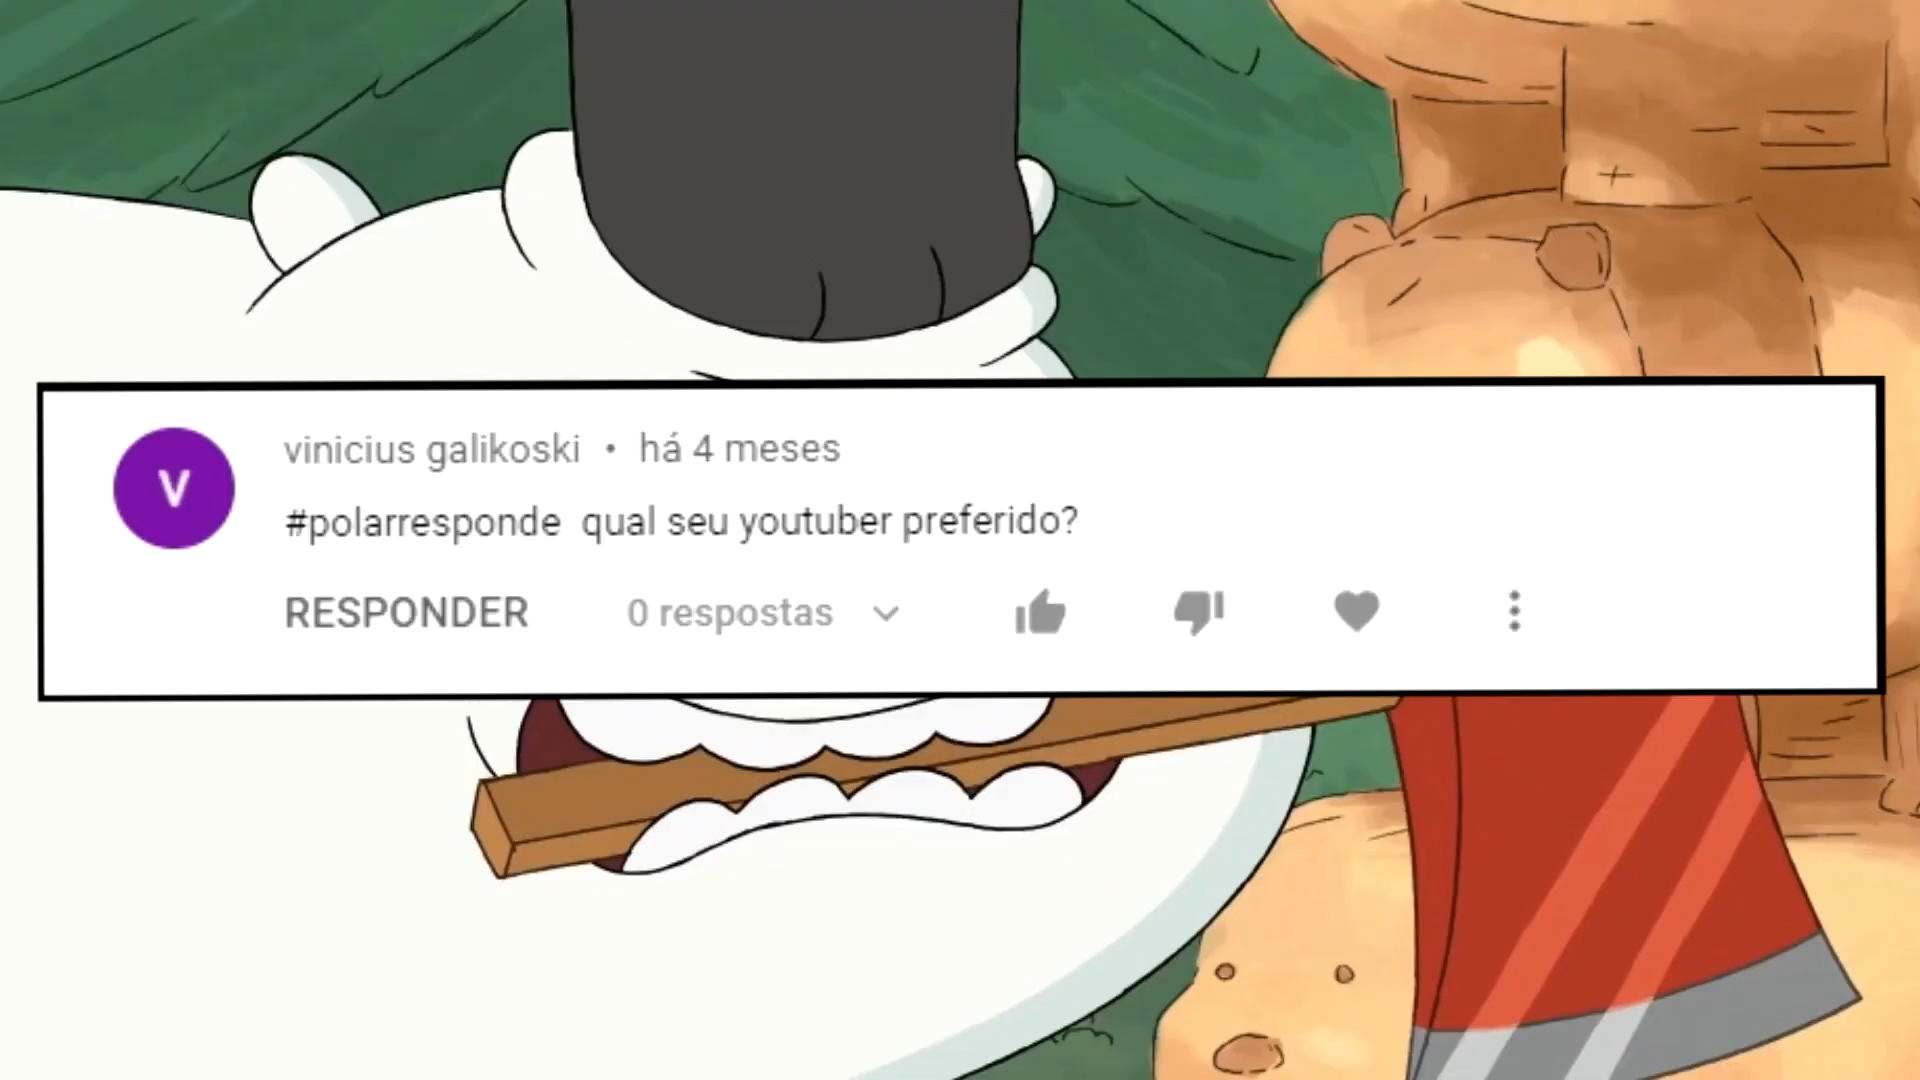 V
vinicius galikoski • há 4 meses
#polarresponde qual seu youtuber preferido?
RESPONDER 0 respostas